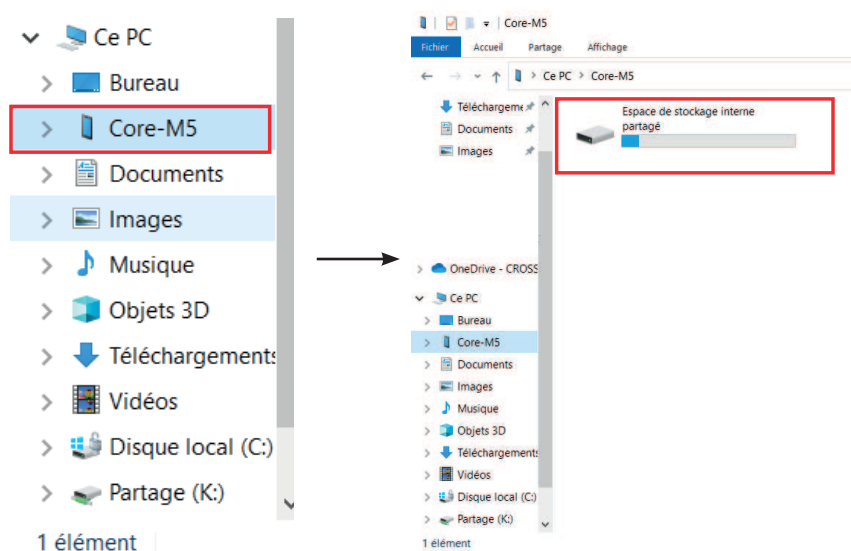 Ce PC
Bureau
Core-M5
Documents
Images
Musique
Objets 3D
Téléchargements
Vidéos
Disque local (C:)
Partage (K:)
1 élément
Core-M5
Fichier Accueil Partage Affichage
Ce PC > Core-M5
Téléchargeme
Documents
Images
OneDrive - CROSS
Ce PC
Bureau
Core-M5
Documents
Images
Musique
Objets 3D
Téléchargements
Vidéos
Disque local (C:)
Partage (K:)
1 élément
Espace de stockage interne
partagé